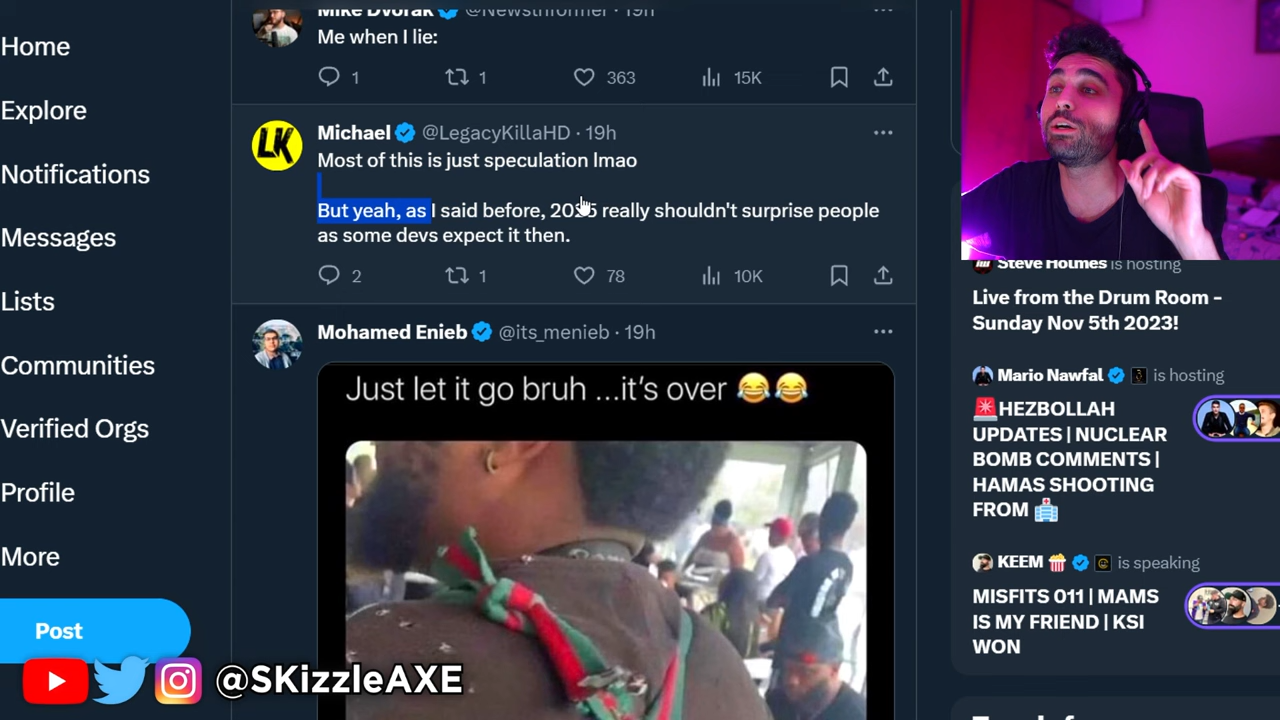 Home
Explore
Notifications
Messages
Lists
Communities
Verified Orgs
Profile
More
Post
Mike Dvorak @NewsInformer · 19h
Me when I lie:
1 1 363 15K
LK
Michael @LegacyKillaHD · 19h
Most of this is just speculation lmao
But yeah, as I said before, 2025 really shouldn't surprise people
as some devs expect it then.
2 1 78 10K
Mohamed Enieb @its_menieb · 19h
Just let it go bruh ...it's over 😂😂
Steve Holmes is hosting
Live from the Drum Room -
Sunday Nov 5th 2023!
Mario Nawfal is hosting
🚨HEZBOLLAH
UPDATES | NUCLEAR
BOMB COMMENTS |
HAMAS SHOOTING
FROM 🏥
KEEM 🍿 is speaking
MISFITS 011 | MAMS
IS MY FRIEND | KSI
WON
@SKizzleAXE